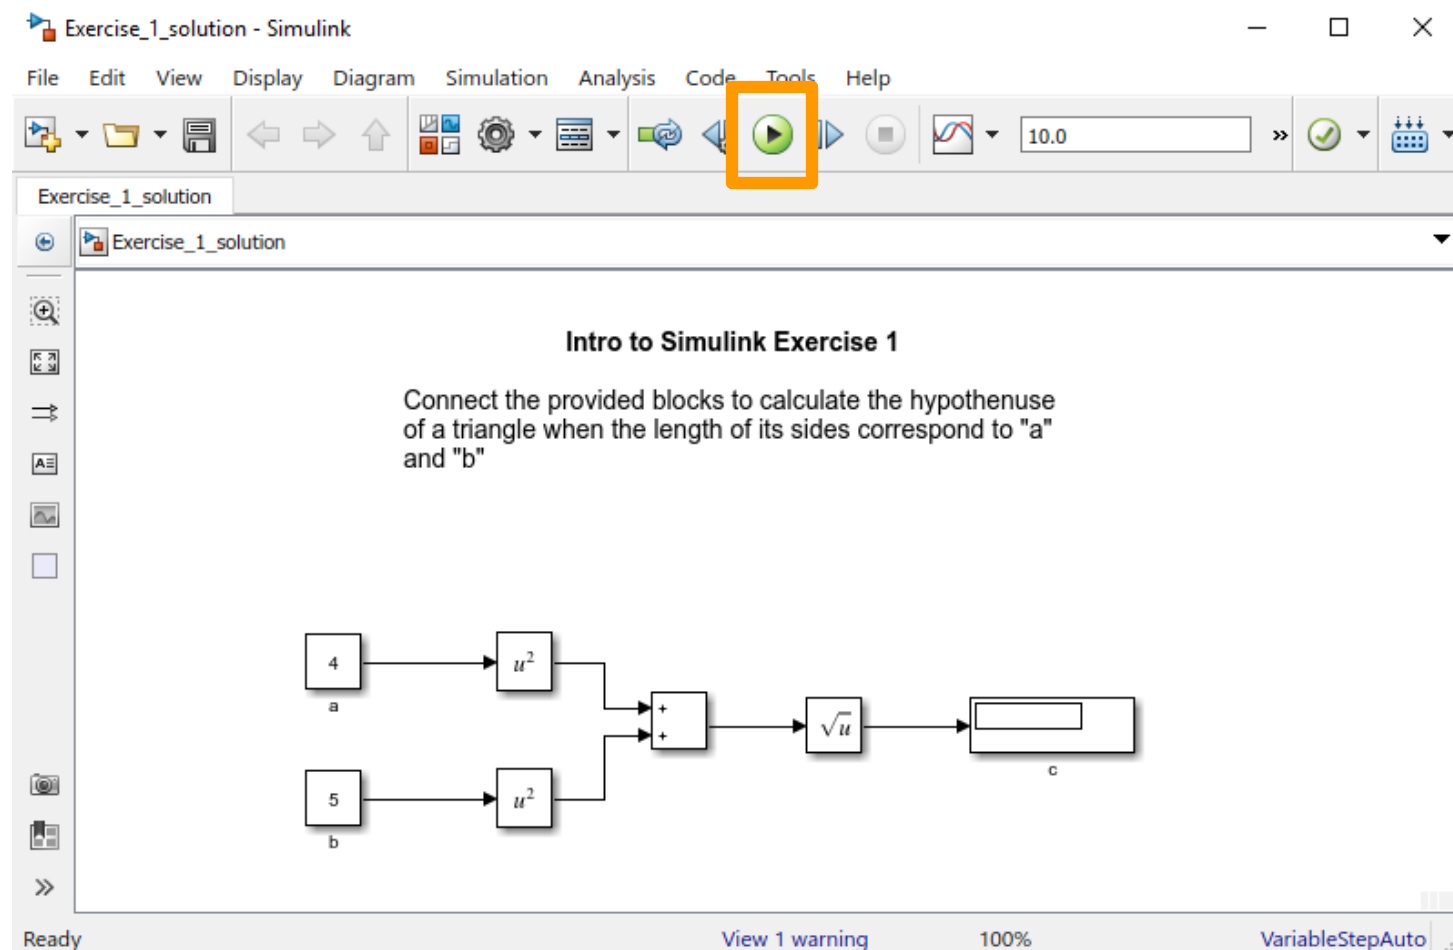 Exercise_1_solution - Simulink
File Edit View Display Diagram Simulation Analysis Code Tools Help
10.0
Exercise_1_solution
Exercise_1_solution
Intro to Simulink Exercise 1
Connect the provided blocks to calculate the hypothenuse
of a triangle when the length of its sides correspond to "a"
and "b"
4
u²
a
+
+
√u
c
5
u²
b
Ready View 1 warning 100% VariableStepAuto